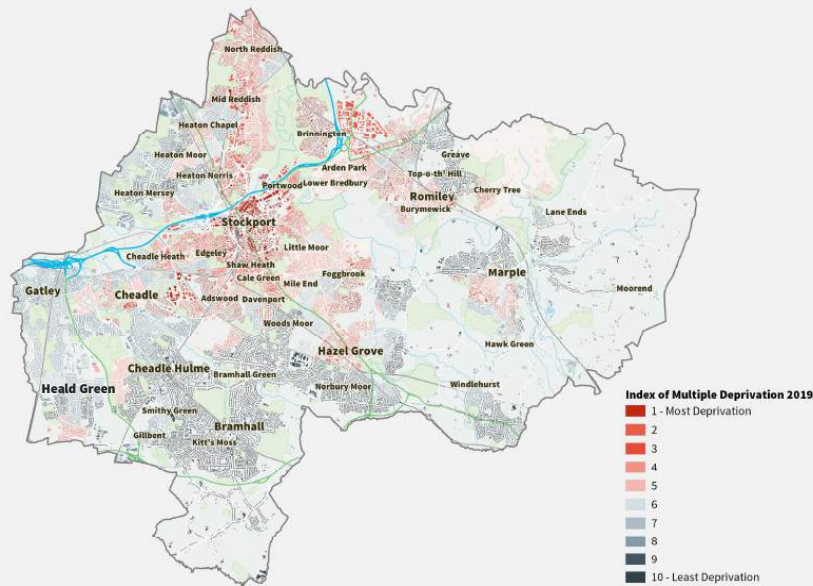 North Reddish
Mid Reddish
Heaton Chapel
Brinnington
Heaton Moor
Greave
Arden Park
Top-o-th' Hill
Heaton Norris
Portwood
Lower Bredbury
Cherry Tree
Heaton Mersey
Romiley
Burymewick
Lane Ends
Stockport
Little Moor
Cheadle Heath
Edgeley
Shaw Heath
Foggbrook
Marple
Cale Green
Mile End
Moorend
Gatley
Cheadle
Adswood
Davenport
Woods Moor
Hawk Green
Hazel Grove
Cheadle Hulme
Bramhall Green
Heald Green
Norbury Moor
Windlehurst
Smithy Green
Bramhall
Gillbent
Kitt's Moss
Index of Multiple Deprivation 2019
1 - Most Deprivation
2
3
4
5
6
7
8
9
10 - Least Deprivation